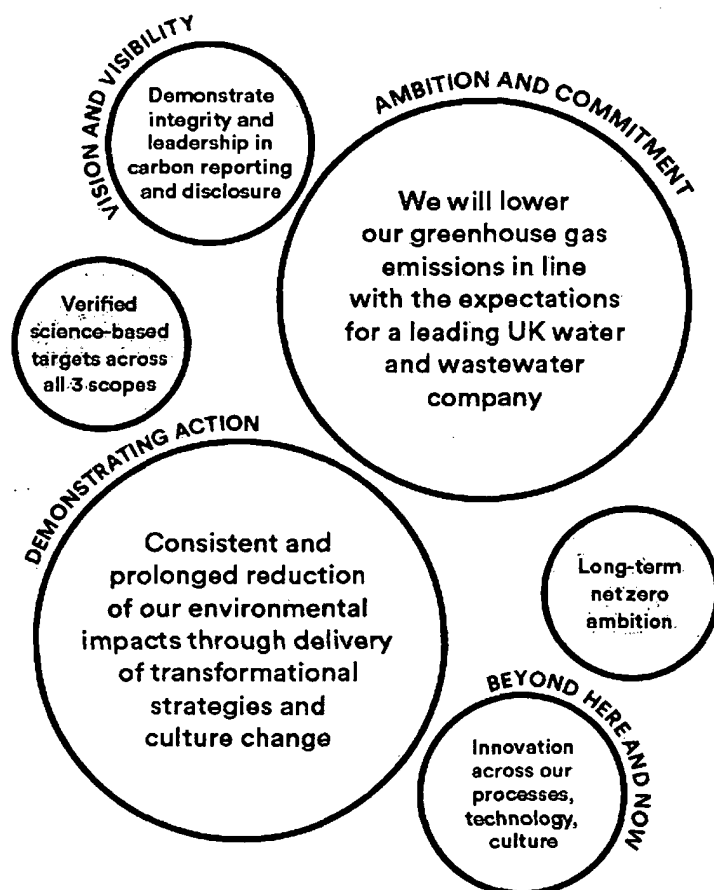 VISION AND VISIBILITY
Demonstrate
integrity and
leadership in
carbon reporting
and disclosure
AMBITION AND COMMITMENT
We will lower
our greenhouse gas
emissions in line
with the expectations
for a leading UK water
and wastewater
company
Verified
science-based
targets across
all 3 scopes
DEMONSTRATING ACTION
Consistent and
prolonged reduction
of our environmental
impacts through delivery
of transformational
strategies and
culture change
Long-term
net zero
ambition
BEYOND HERE AND NOW
Innovation
across our
processes,
technology,
culture